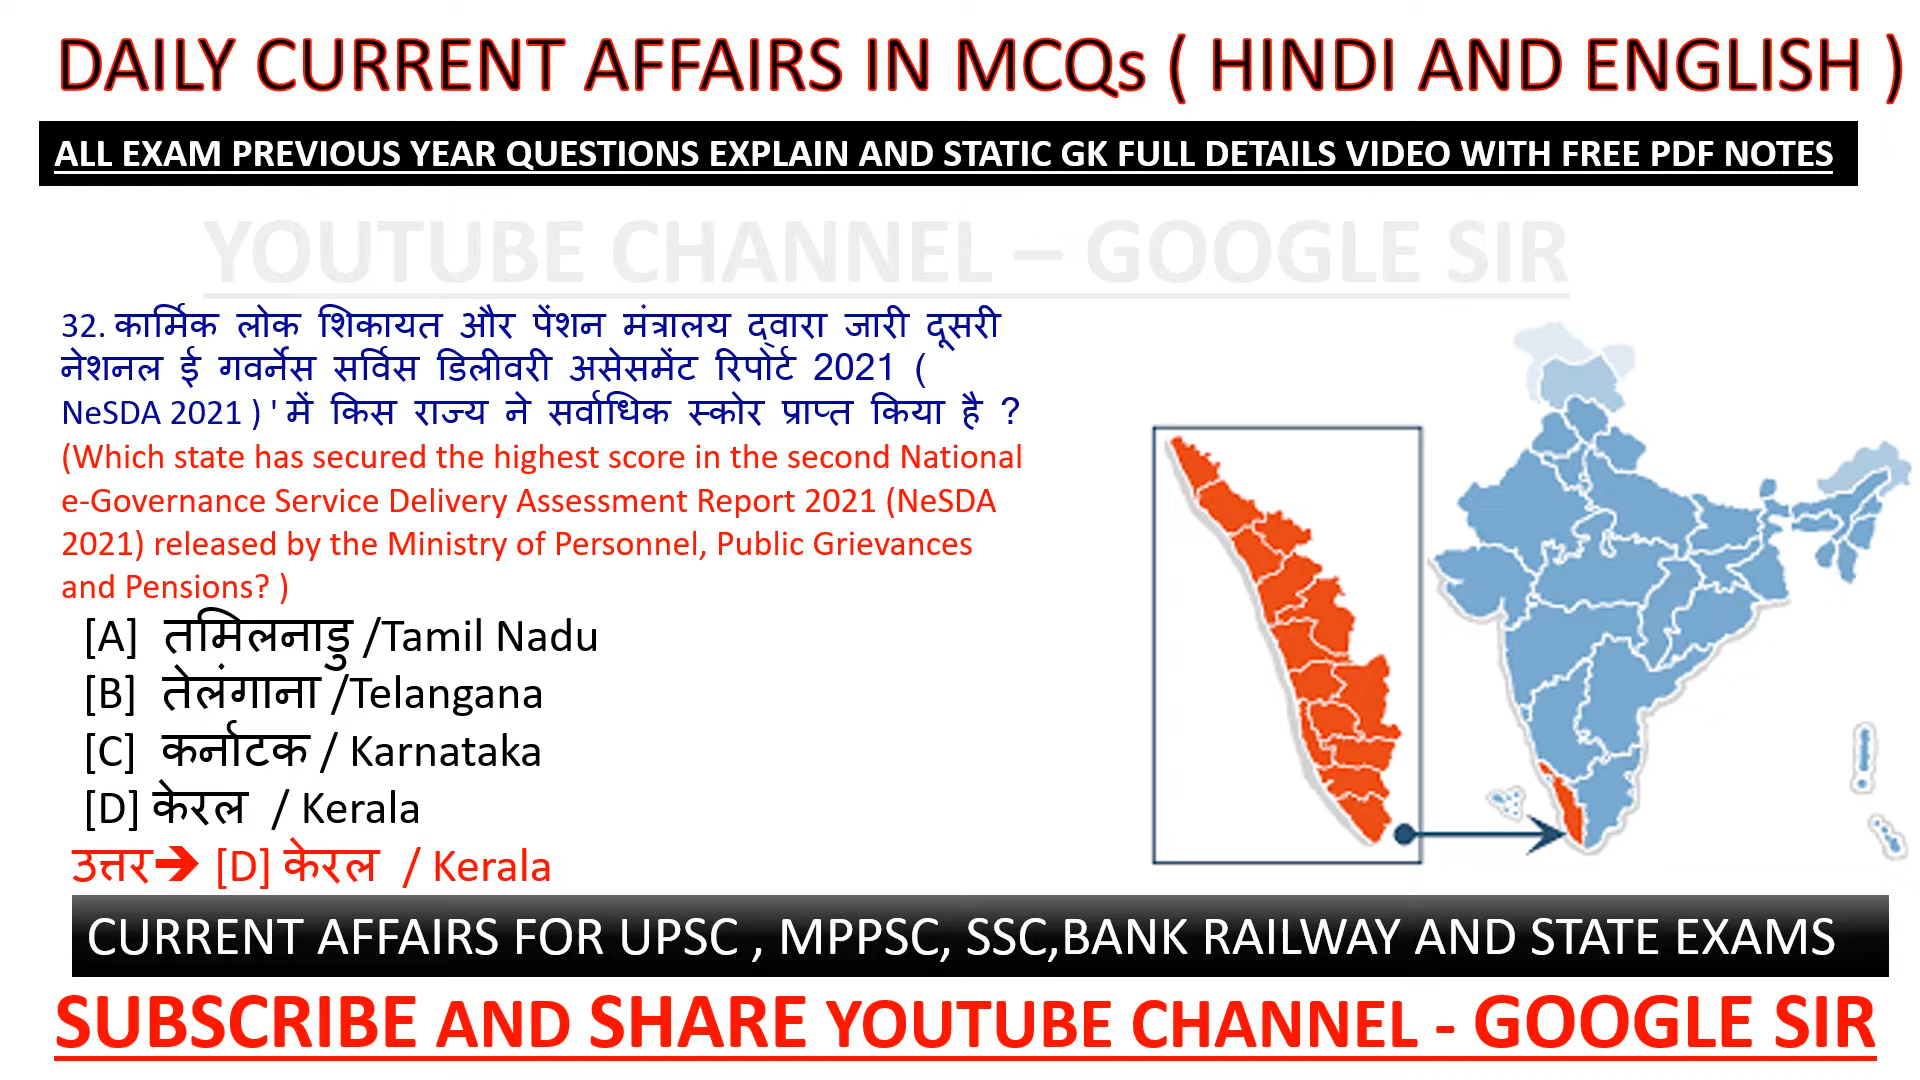 DAILY CURRENT AFFAIRS IN MCQs ( HINDI AND ENGLISH )
ALL EXAM PREVIOUS YEAR QUESTIONS EXPLAIN AND STATIC GK FULL DETAILS VIDEO WITH FREE PDF NOTES
YOUTUBE CHANNEL – GOOGLE SIR
32. कार्मिक लोक शिकायत और पेंशन मंत्रालय द्वारा जारी दूसरी
नेशनल ई गवर्नेंस सर्विस डिलीवरी असेसमेंट रिपोर्ट 2021 (
NeSDA 2021 ) ' में किस राज्य ने सर्वाधिक स्कोर प्राप्त किया है ?
(Which state has secured the highest score in the second National
e-Governance Service Delivery Assessment Report 2021 (NeSDA
2021) released by the Ministry of Personnel, Public Grievances
and Pensions? )
[A] तमिलनाडु /Tamil Nadu
[B] तेलंगाना /Telangana
[C] कर्नाटक / Karnataka
[D] केरल / Kerala
उत्तर➔ [D] केरल / Kerala
CURRENT AFFAIRS FOR UPSC , MPPSC, SSC,BANK RAILWAY AND STATE EXAMS
SUBSCRIBE AND SHARE YOUTUBE CHANNEL - GOOGLE SIR